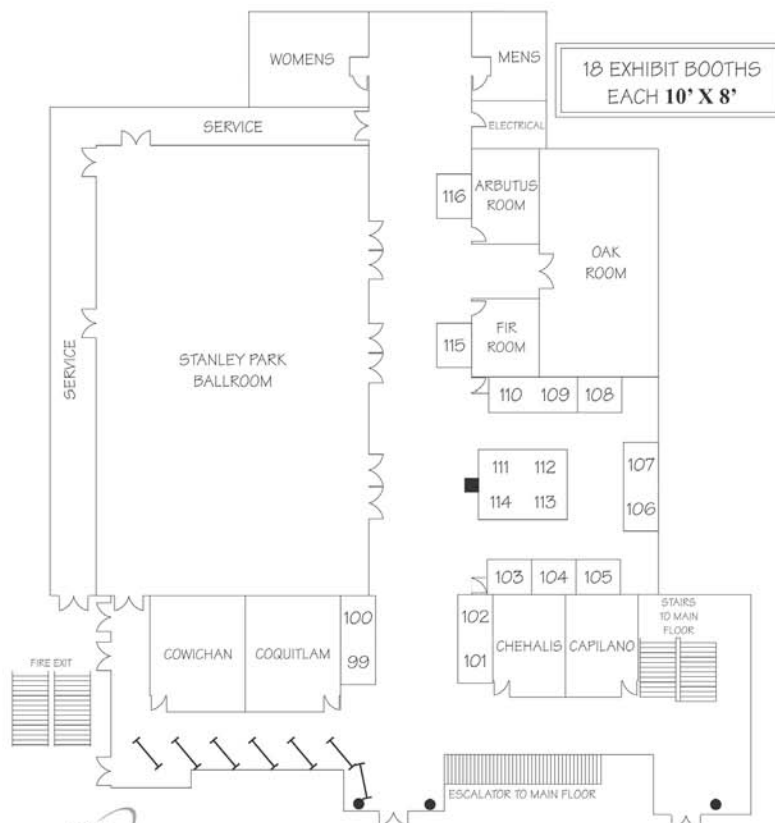 WOMENS
MENS
18 EXHIBIT BOOTHS
EACH 10' X 8'
SERVICE
ELECTRICAL
116
ARBUTUS
ROOM
OAK
ROOM
SERVICE
STANLEY PARK
BALLROOM
115
FIR
ROOM
110 109 108
111 112
114 113
107
106
103 104 105
100
99
102
101
COWICHAN
COQUITLAM
CHEHALIS
CAPILANO
STAIRS
TO MAIN
FLOOR
FIRE EXIT
ESCALATOR TO MAIN FLOOR